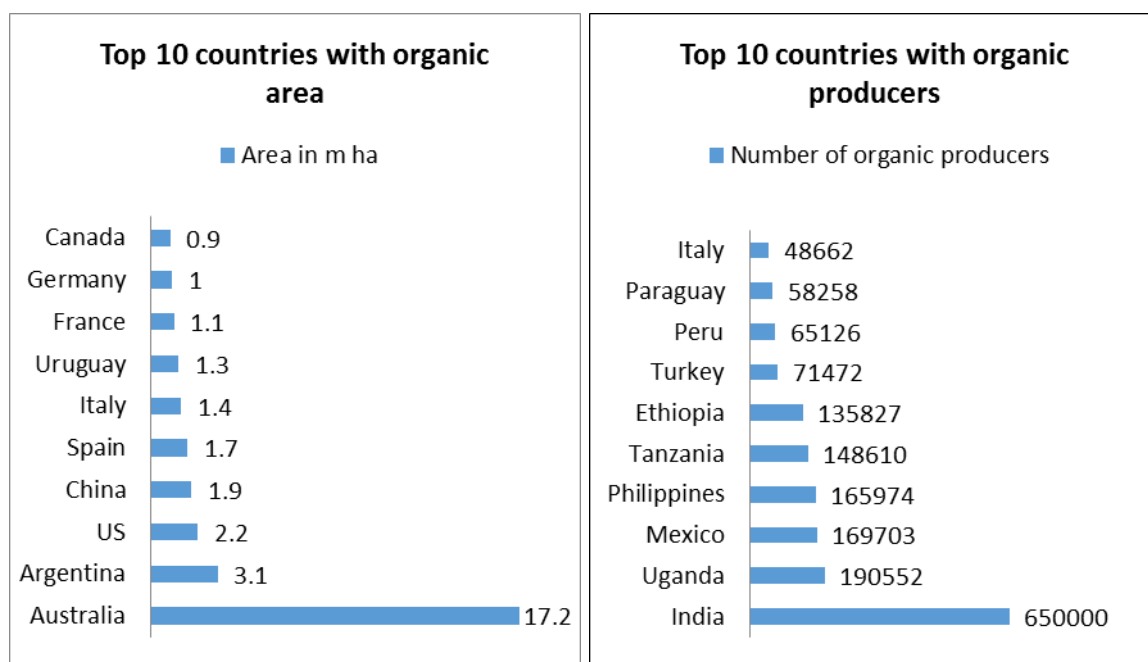 Top 10 countries with organic
area
Area in m ha
Canada 0.9
Germany 1
France 1.1
Uruguay 1.3
Italy 1.4
Spain 1.7
China 1.9
US 2.2
Argentina 3.1
Australia 17.2
Top 10 countries with organic
producers
Number of organic producers
Italy 48662
Paraguay 58258
Peru 65126
Turkey 71472
Ethiopia 135827
Tanzania 148610
Philippines 165974
Mexico 169703
Uganda 190552
India 650000